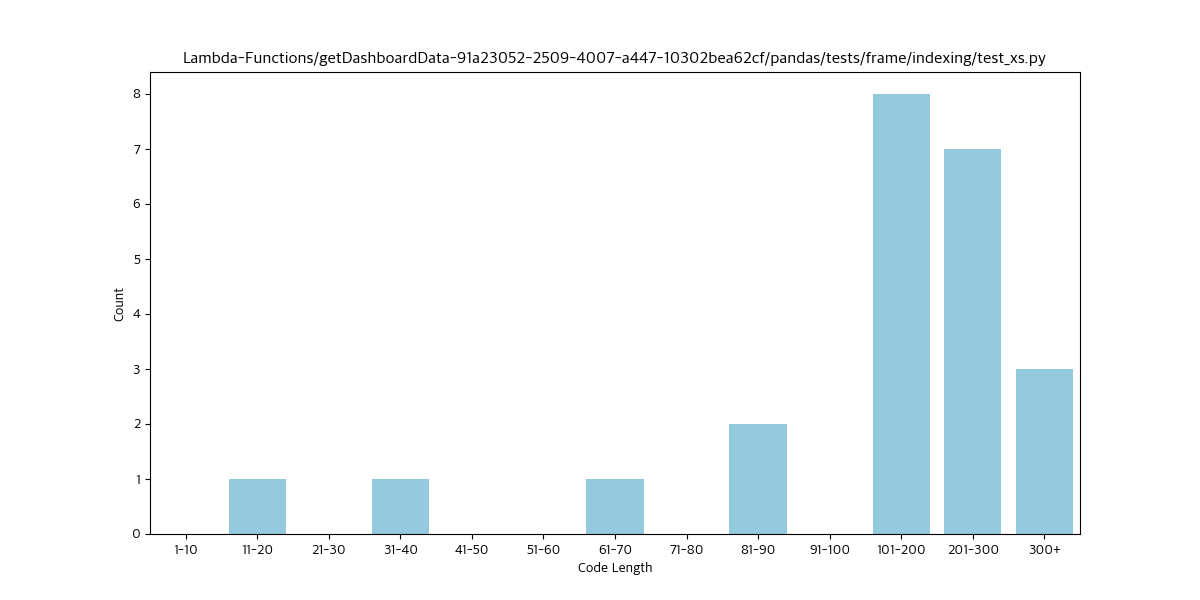 Lambda-Functions/getDashboardData-91a23052-2509-4007-a447-10302bea62cf/pandas/tests/frame/indexing/test_xs.py
8
7
6
5
4
3
2
1
0
Count
1-10 11-20 21-30 31-40 41-50 51-60 61-70 71-80 81-90 91-100 101-200 201-300 300+
Code Length